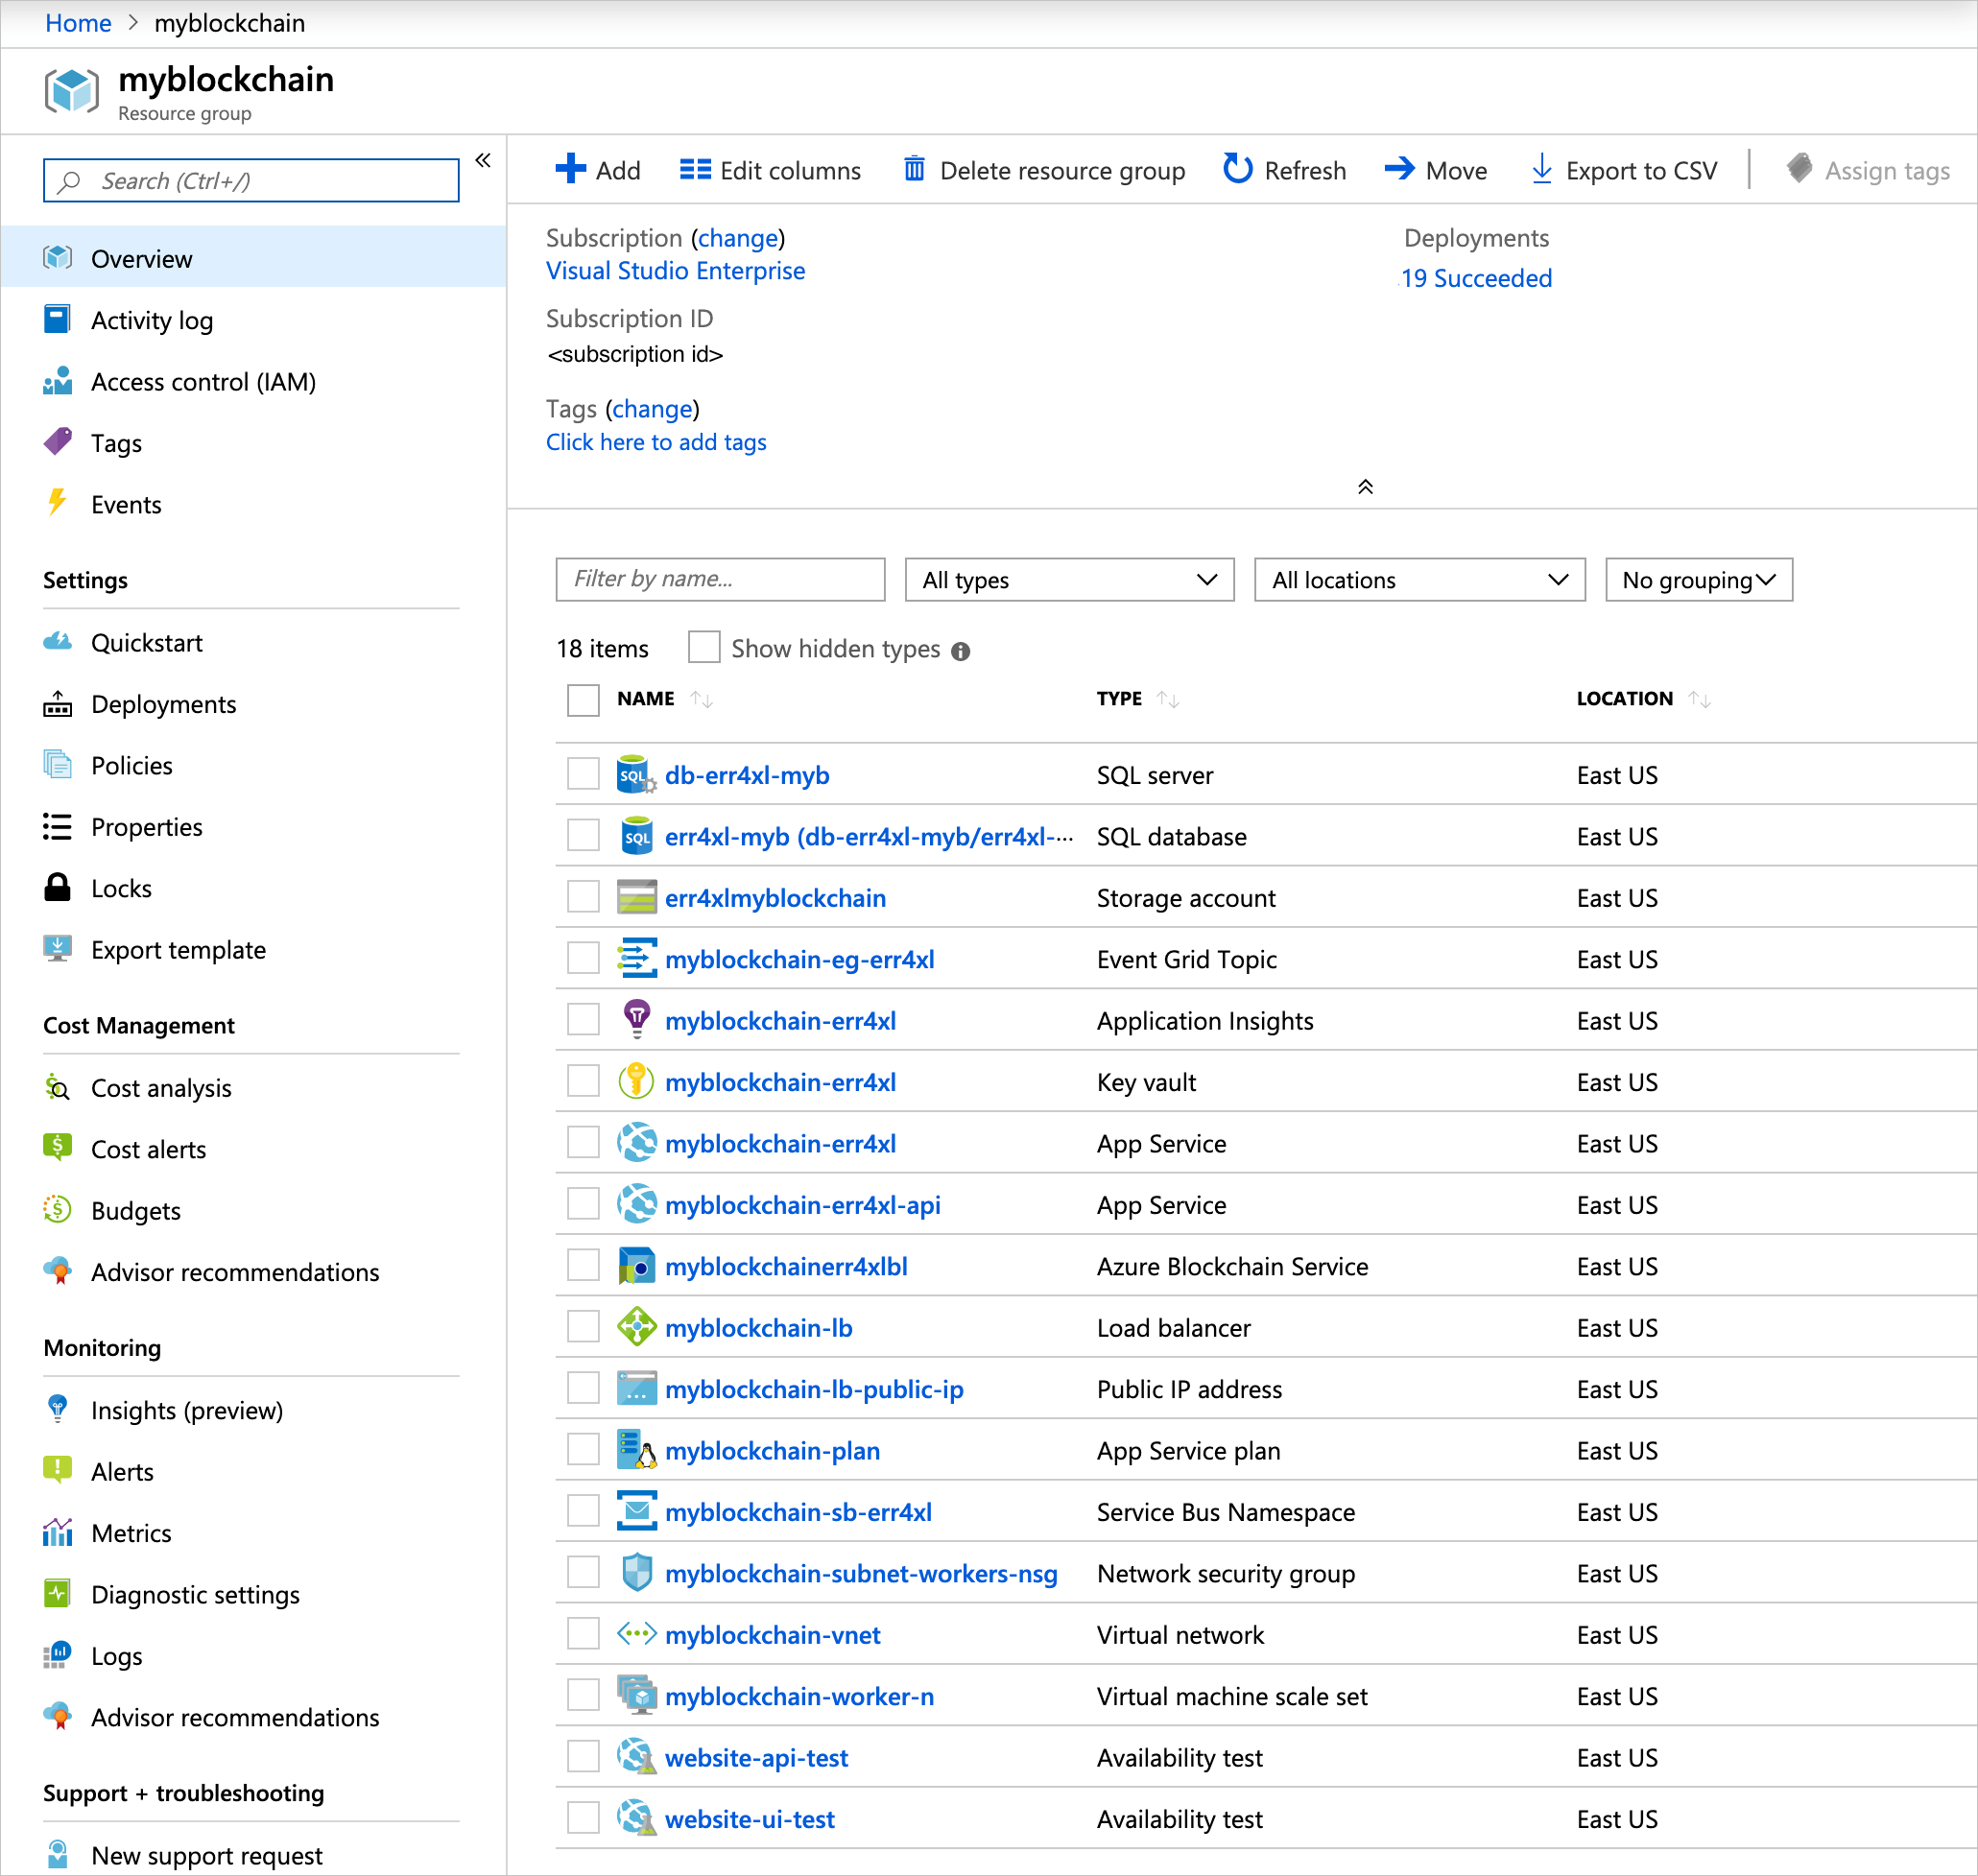 Home > myblockchain
myblockchain
Resource group
Search (Ctrl+/)
«
Overview
Activity log
Access control (IAM)
Tags
Events
Settings
Quickstart
Deployments
Policies
Properties
Locks
Export template
Cost Management
Cost analysis
Cost alerts
Budgets
Advisor recommendations
Monitoring
Insights (preview)
Alerts
Metrics
Diagnostic settings
Logs
Advisor recommendations
Support + troubleshooting
New support request
Add Edit columns Delete resource group Refresh Move Export to CSV Assign tags
Subscription (change)
Visual Studio Enterprise
Subscription ID
<subscription id>
Tags (change)
Click here to add tags
Deployments
19 Succeeded
Filter by name... All types All locations No grouping
18 items Show hidden types
NAME TYPE LOCATION
db-err4xl-myb SQL server East US
err4xl-myb (db-err4xl-myb/err4xl-··· SQL database East US
err4xlmyblockchain Storage account East US
myblockchain-eg-err4xl Event Grid Topic East US
myblockchain-err4xl Application Insights East US
myblockchain-err4xl Key vault East US
myblockchain-err4xl App Service East US
myblockchain-err4xl-api App Service East US
myblockchainerr4xlbl Azure Blockchain Service East US
myblockchain-lb Load balancer East US
myblockchain-lb-public-ip Public IP address East US
myblockchain-plan App Service plan East US
myblockchain-sb-err4xl Service Bus Namespace East US
myblockchain-subnet-workers-nsg Network security group East US
myblockchain-vnet Virtual network East US
myblockchain-worker-n Virtual machine scale set East US
website-api-test Availability test East US
website-ui-test Availability test East US